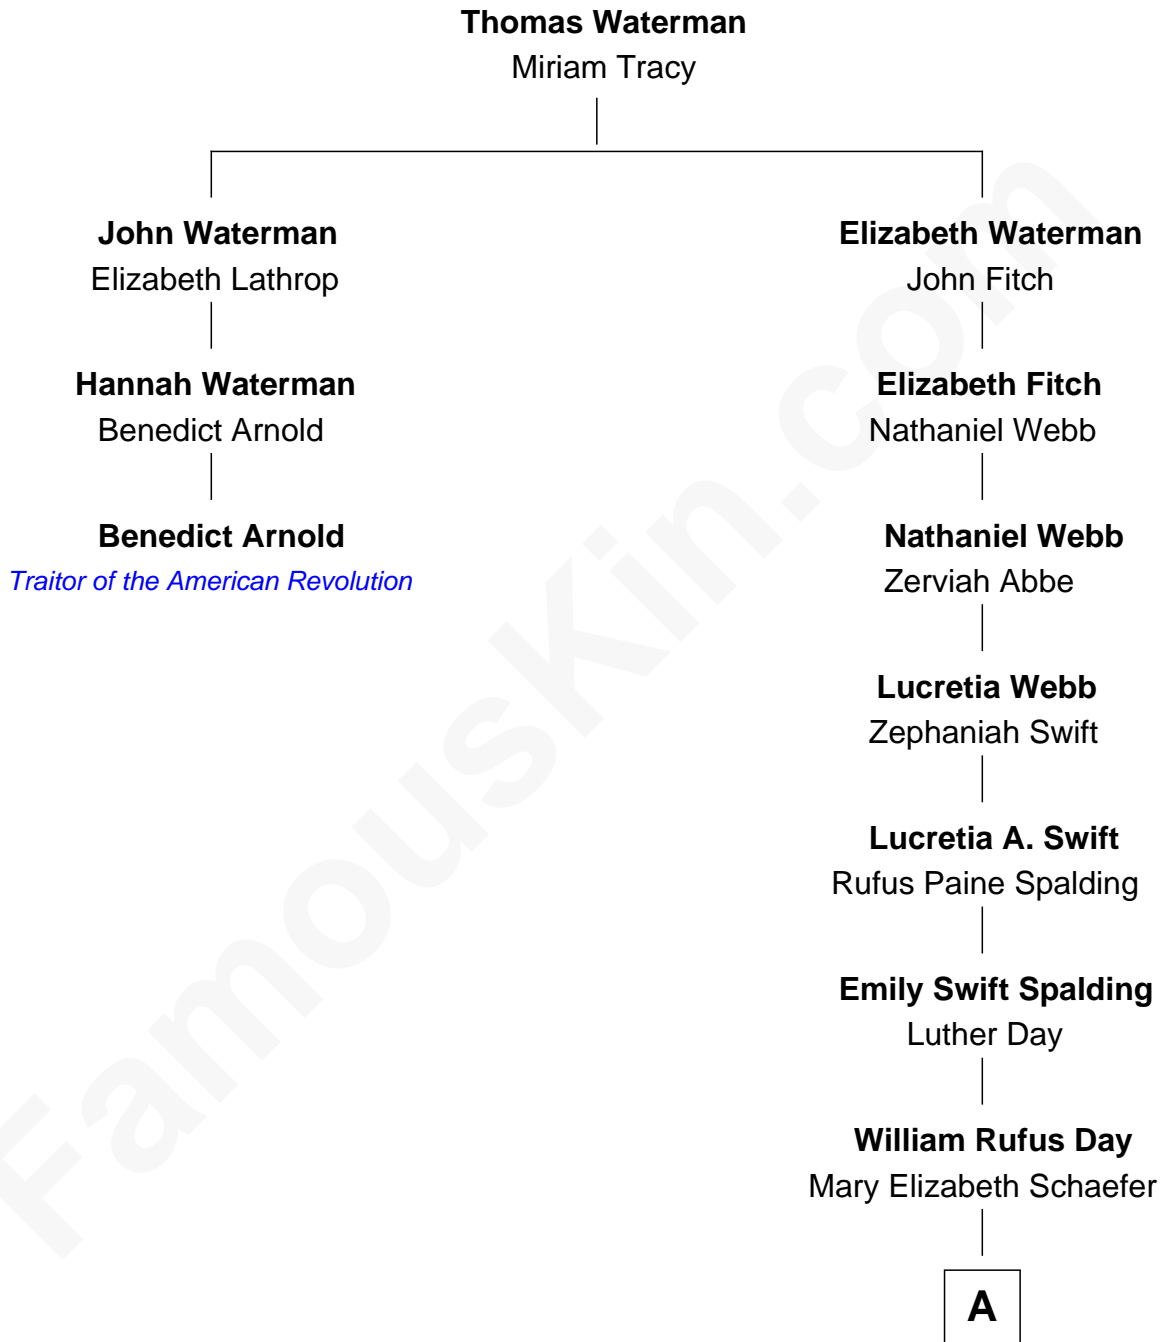 Thomas Waterman
Miriam Tracy
John Waterman
Elizabeth Lathrop
Hannah Waterman
Benedict Arnold
Benedict Arnold
Traitor of the American Revolution
Elizabeth Waterman
John Fitch
Elizabeth Fitch
Nathaniel Webb
Nathaniel Webb
Zerviah Abbe
Lucretia Webb
Zephaniah Swift
Lucretia A. Swift
Rufus Paine Spalding
Emily Swift Spalding
Luther Day
William Rufus Day
Mary Elizabeth Schaefer
A
FamousKin.com